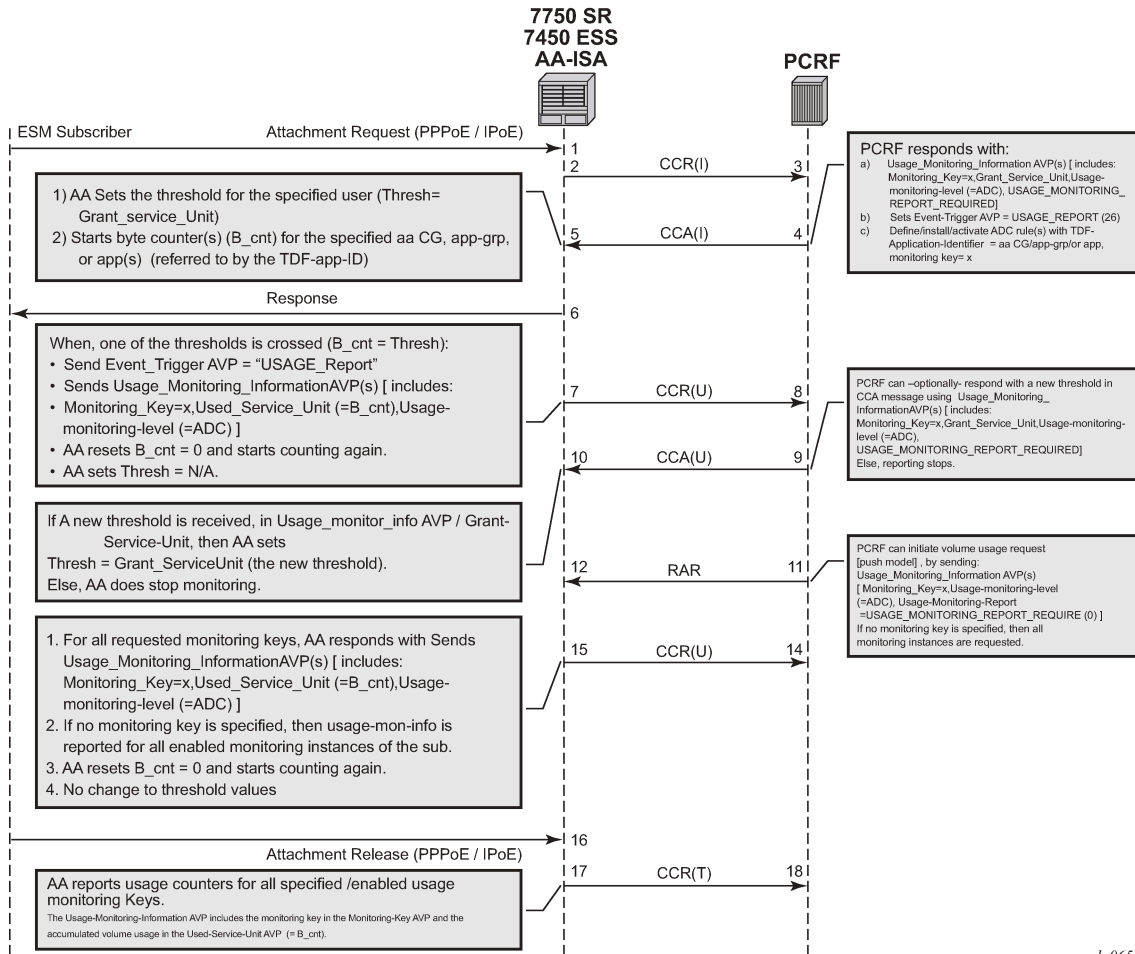 7750 SR
7450 ESS
AA-ISA
PCRF
ESM Subscriber
Attachment Request (PPPoE / IPoE)
1
2
CCR(I)
3
PCRF responds with:
a) Usage_Monitoring_Information AVP(s) [ includes:
Monitoring_Key=x,Grant_Service_Unit,Usage-
monitoring-level (=ADC), USAGE_MONITORING_
REPORT_REQUIRED]
b) Sets Event-Trigger AVP = USAGE_REPORT (26)
c) Define/install/activate ADC rule(s) with TDF-
Application-Identifier = aa CG/app-grp/or app,
monitoring key= x
1) AA Sets the threshold for the specified user (Thresh=
Grant_service_Unit)
2) Starts byte counter(s) (B_cnt) for the specified aa CG, app-grp,
or app(s) (referred to by the TDF-app-ID)
5
CCA(I)
4
Response
6
When, one of the thresholds is crossed (B_cnt = Thresh):
• Send Event_Trigger AVP = “USAGE_Report”
• Sends Usage_Monitoring_InformationAVP(s) [ includes:
• Monitoring_Key=x,Used_Service_Unit (=B_cnt),Usage-
monitoring-level (=ADC) ]
• AA resets B_cnt = 0 and starts counting again.
• AA sets Thresh = N/A.
7
CCR(U)
8
PCRF can –optionally- respond with a new threshold in
CCA message using Usage_Monitoring_
InformationAVP(s) [ includes:
Monitoring_Key=x,Grant_Service_Unit,Usage-monitoring-
level (=ADC),
USAGE_MONITORING_REPORT_REQUIRED]
Else, reporting stops.
10
CCA(U)
9
If A new threshold is received, in Usage_monitor_info AVP / Grant-
Service-Unit, then AA sets
Thresh = Grant_ServiceUnit (the new threshold).
Else, AA does stop monitoring.
12
RAR
11
PCRF can initiate volume usage request
[push model] , by sending:
Usage_Monitoring_Information AVP(s)
[ Monitoring_Key=x,Usage-monitoring-level
(=ADC), Usage-Monitoring-Report
=USAGE_MONITORING_REPORT_REQUIRE (0) ]
If no monitoring key is specified, then all
monitoring instances are requested.
1. For all requested monitoring keys, AA responds with Sends
Usage_Monitoring_InformationAVP(s) [ includes:
Monitoring_Key=x,Used_Service_Unit (=B_cnt),Usage-
monitoring-level (=ADC) ]
2. If no monitoring key is specified, then usage-mon-info is
reported for all enabled monitoring instances of the sub.
3. AA resets B_cnt = 0 and starts counting again.
4. No change to threshold values
15
CCR(U)
14
16
Attachment Release (PPPoE / IPoE)
17
CCR(T)
18
AA reports usage counters for all specified /enabled usage
monitoring Keys.
The Usage-Monitoring-Information AVP includes the monitoring key in the Monitoring-Key AVP and the
accumulated volume usage in the Used-Service-Unit AVP (= B_cnt).